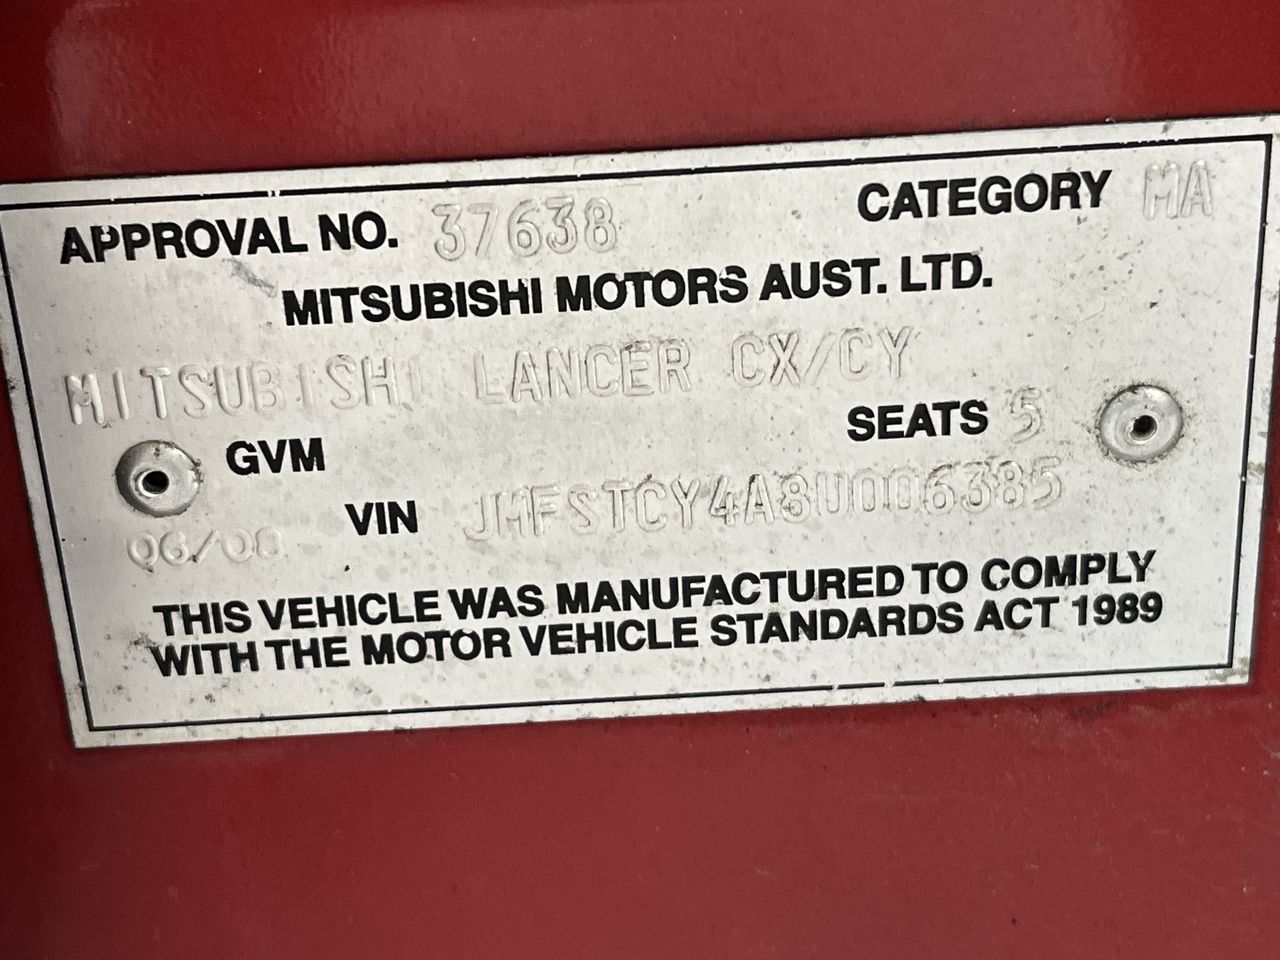 APPROVAL NO. 37638 CATEGORY MA
MITSUBISHI MOTORS AUST. LTD.
MITSUBISHI LANCER CX/CY
GVM SEATS 5
VIN JMFSTCY4A8U006385
06/08
THIS VEHICLE WAS MANUFACTURED TO COMPLY
WITH THE MOTOR VEHICLE STANDARDS ACT 1989